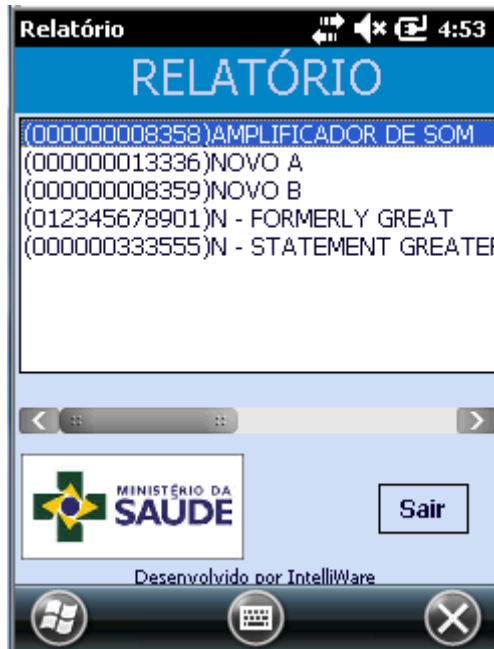 Relatório 4:53
RELATÓRIO
(000000008358)AMPLIFICADOR DE SOM
(000000013336)NOVO A
(000000008359)NOVO B
(012345678901)N - FORMERLY GREAT
(000000333555)N - STATEMENT GREATER
MINISTÉRIO DA
SAÚDE
Sair
Desenvolvido por IntelliWare